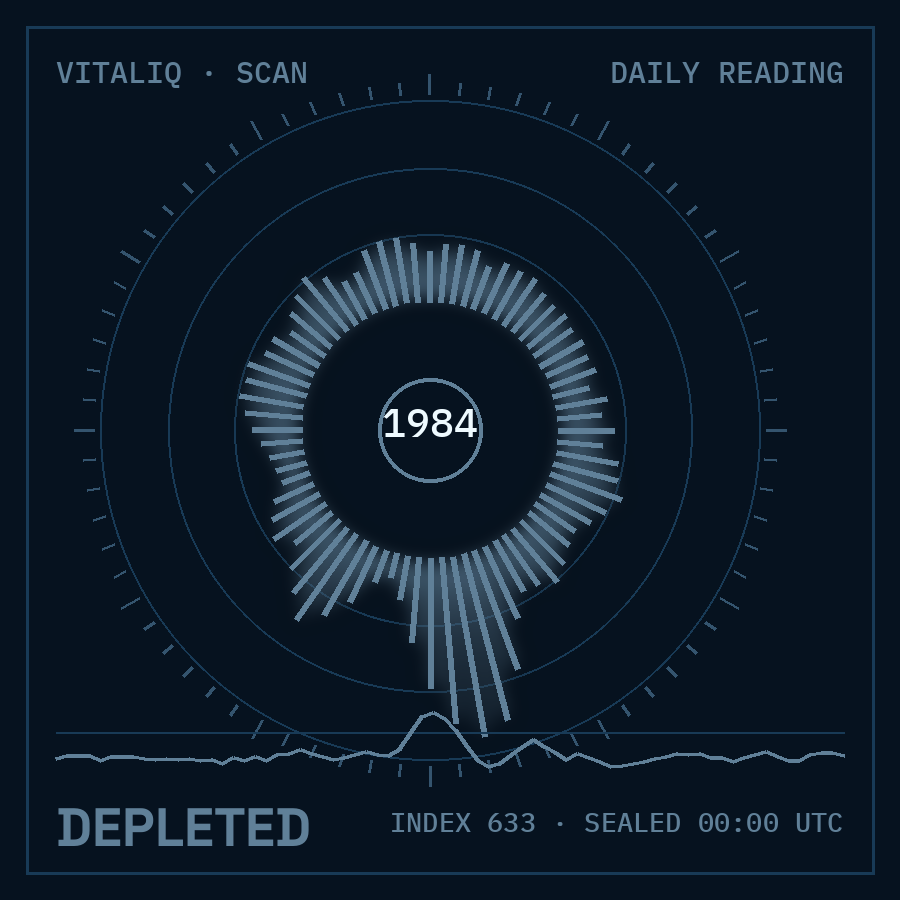 VITALIQ · SCAN
DAILY READING
1984
DEPLETED
INDEX 633 · SEALED 00:00 UTC